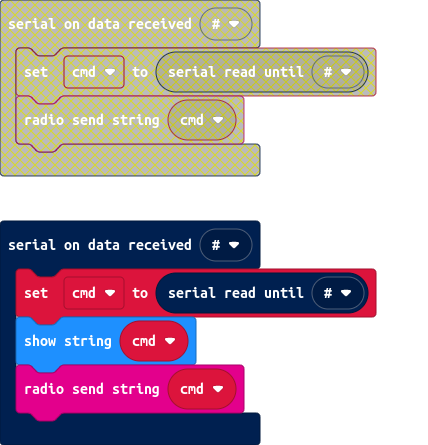 serial on data received #
set cmd to serial read until #
radio send string cmd
serial on data received #
set cmd to serial read until #
show string cmd
radio send string cmd